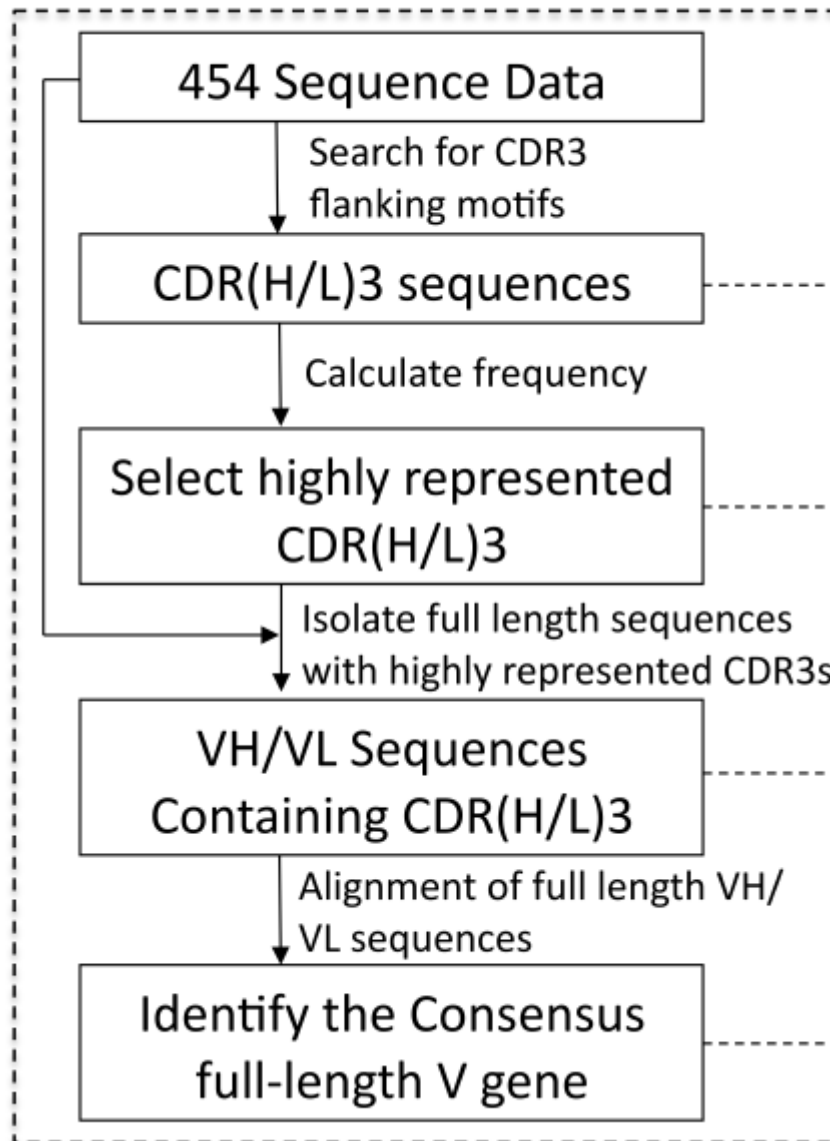 454 Sequence Data
Search for CDR3
flanking motifs
CDR(H/L)3 sequences
Calculate frequency
Select highly represented
CDR(H/L)3
Isolate full length sequences
with highly represented CDR3s
VH/VL Sequences
Containing CDR(H/L)3
Alignment of full length VH/
VL sequences
Identify the Consensus
full-length V gene